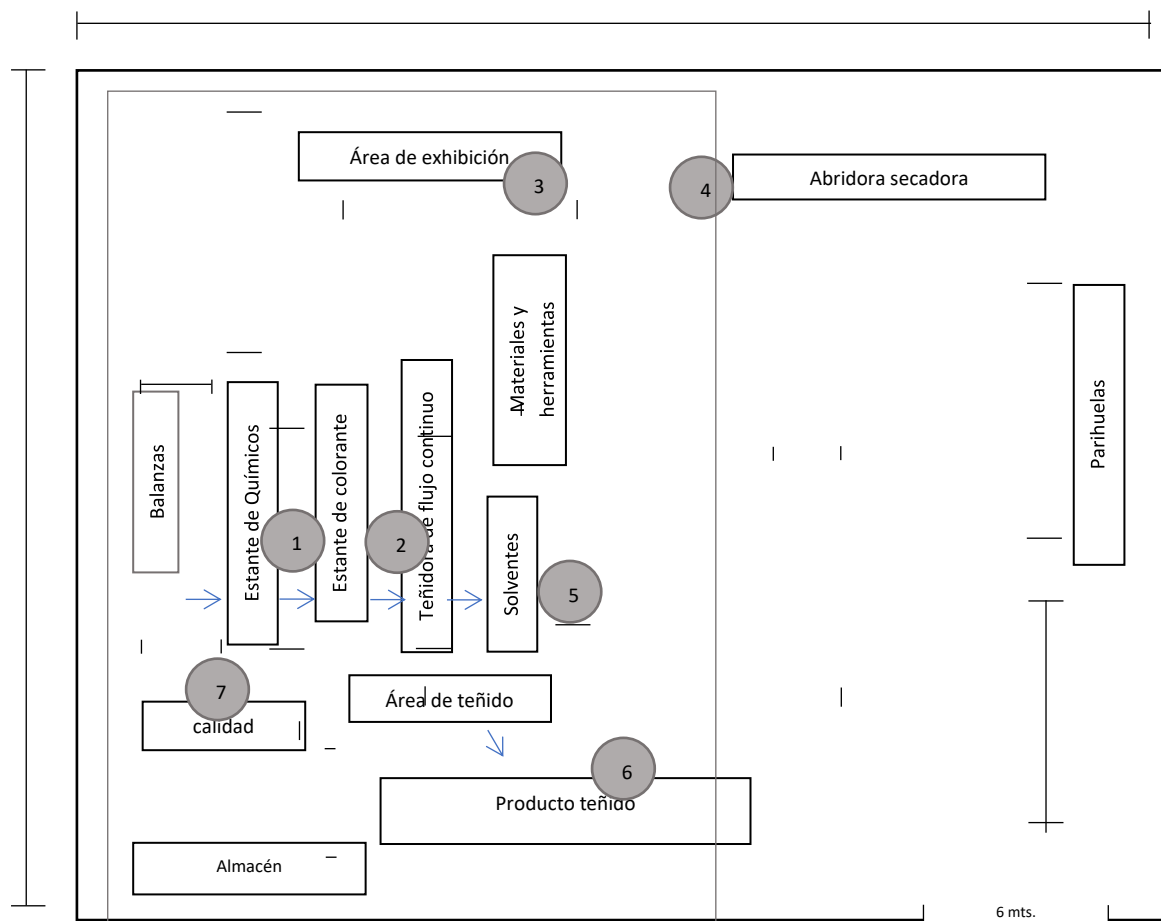 Área de exhibición
3
4
Abridora secadora
Materiales y
herramientas
Parihuelas
Balanzas
Estante de Químicos
1
Estante de colorante
2
Teñidora de flujo continuo
Solventes
5
7
calidad
Área de teñido
6
Producto teñido
Almacén
6 mts.